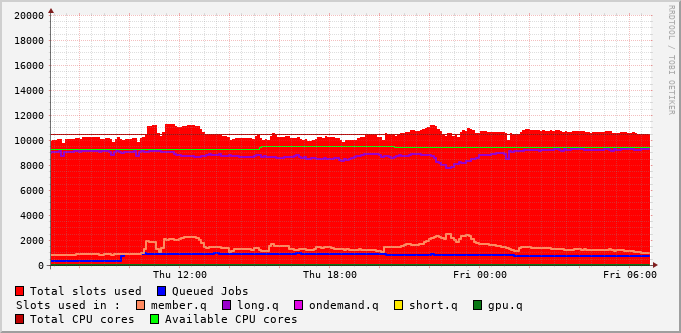 20000
18000
16000
14000
12000
10000
8000
6000
4000
2000
0
Thu 12:00 Thu 18:00 Fri 00:00 Fri 06:00
RRDTOOL / TOBI OETIKER
Total slots used Queued Jobs
Slots used in : member.q long.q ondemand.q short.q gpu.q
Total CPU cores Available CPU cores